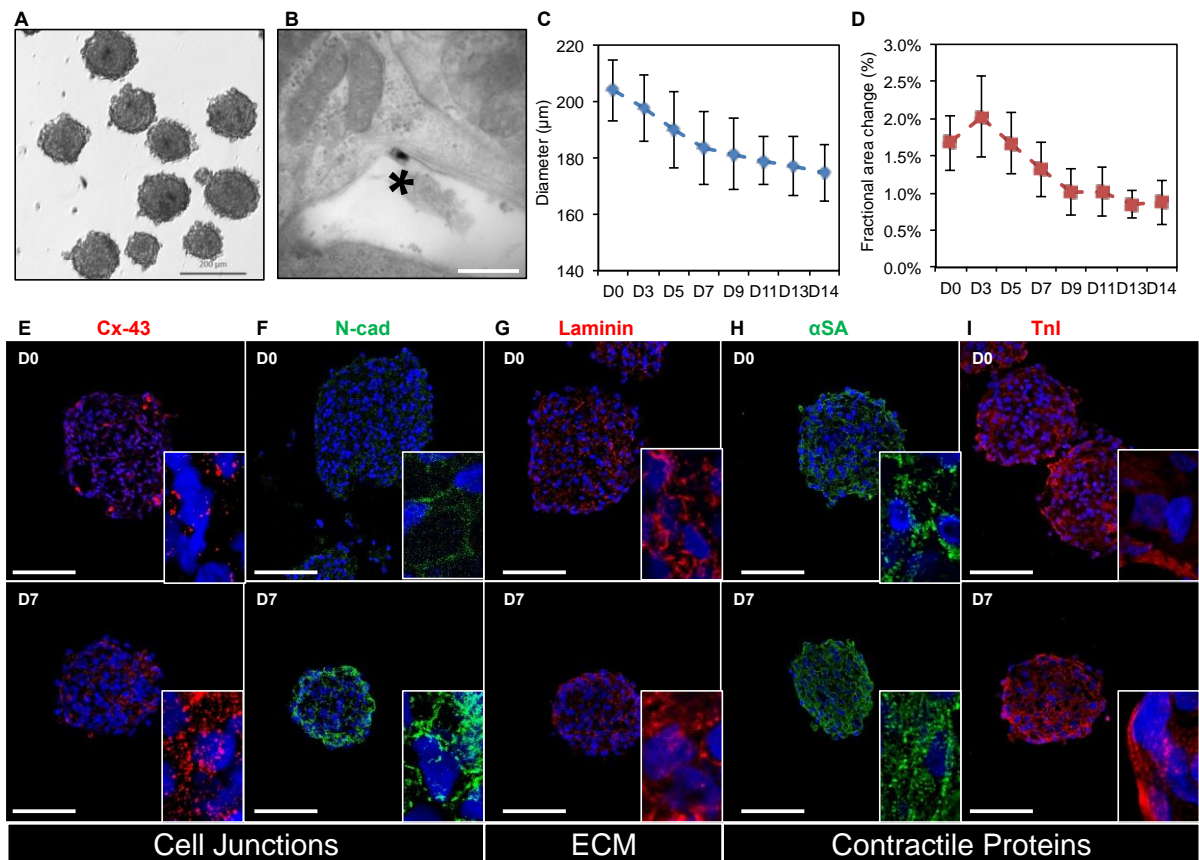 A
B
C
D
200 μm
*
220
200
180
160
140
Diameter (μm)
D0 D3 D5 D7 D9 D11 D13 D14
3.0%
2.5%
2.0%
1.5%
1.0%
0.5%
0.0%
Fractional area change (%)
D0 D3 D5 D7 D9 D11 D13 D14
E Cx-43
F N-cad
G Laminin
H αSA
I TnI
D0
D0
D0
D0
D0
D7
D7
D7
D7
D7
Cell Junctions
ECM
Contractile Proteins